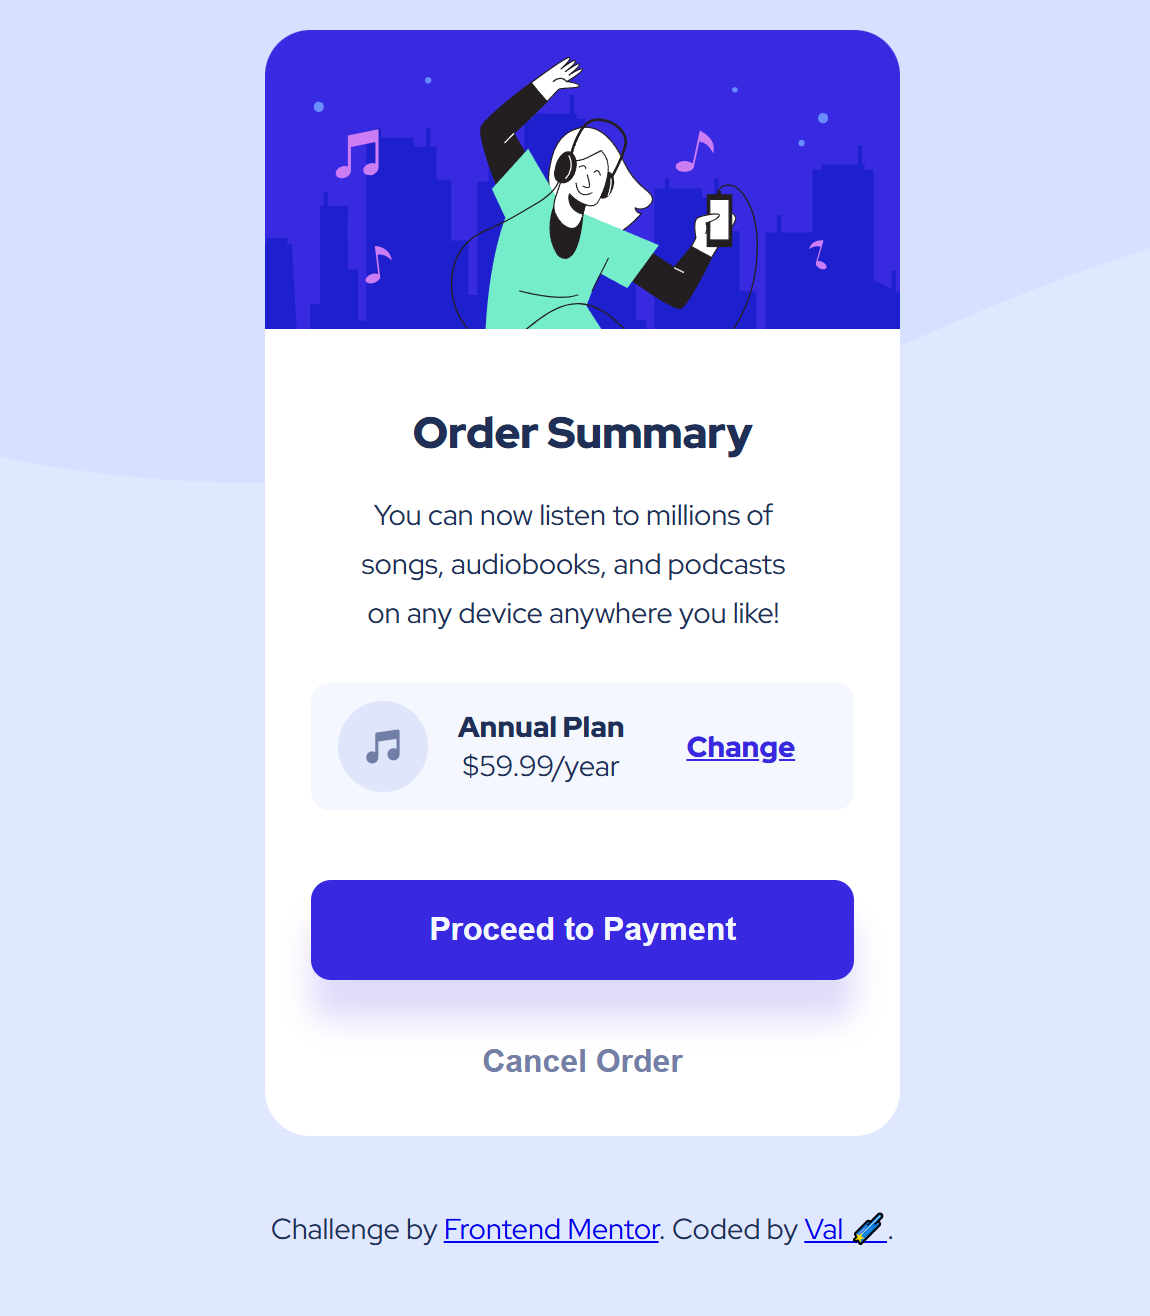 Order Summary
You can now listen to millions of
songs, audiobooks, and podcasts
on any device anywhere you like!
Annual Plan
$59.99/year
Change
Proceed to Payment
Cancel Order
Challenge by Frontend Mentor. Coded by Val ☄️.